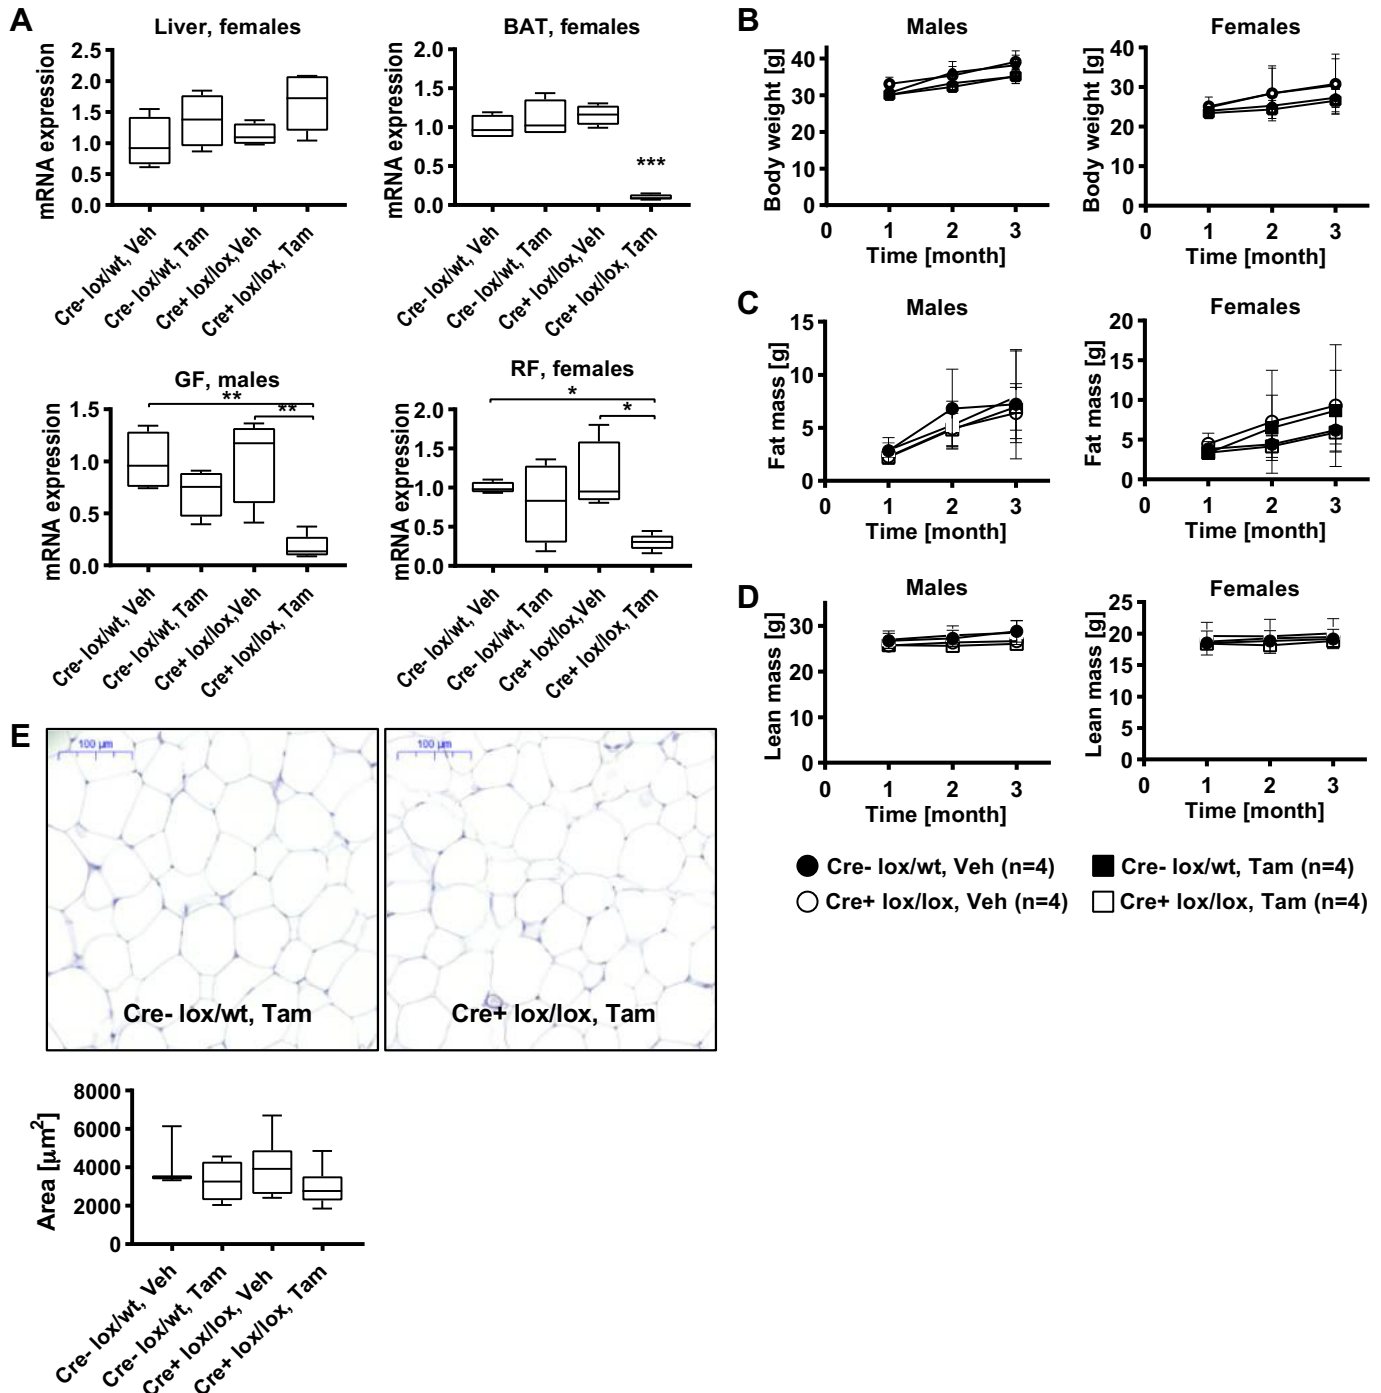 A
Liver, females
mRNA expression
2.5
2.0
1.5
1.0
0.5
0.0
Cre- lox/wt, Veh
Cre- lox/wt, Tam
Cre+ lox/lox,Veh
Cre+ lox/lox, Tam
BAT, females
mRNA expression
2.0
1.5
1.0
0.5
0.0
***
Cre- lox/wt, Veh
Cre- lox/wt, Tam
Cre+ lox/lox,Veh
Cre+ lox/lox, Tam
GF, males
mRNA expression
1.5
1.0
0.5
0.0
**
**
Cre- lox/wt, Veh
Cre- lox/wt, Tam
Cre+ lox/lox,Veh
Cre+ lox/lox, Tam
RF, females
mRNA expression
2.0
1.5
1.0
0.5
0.0
*
*
Cre- lox/wt, Veh
Cre- lox/wt, Tam
Cre+ lox/lox,Veh
Cre+ lox/lox, Tam
B
Males
Body weight [g]
40
30
20
10
0
0 1 2 3
Time [month]
Females
Body weight [g]
40
30
20
10
0
0 1 2 3
Time [month]
C
Males
Fat mass [g]
15
10
5
0
0 1 2 3
Time [month]
Females
Fat mass [g]
20
15
10
5
0
0 1 2 3
Time [month]
D
Males
Lean mass [g]
30
20
10
0
0 1 2 3
Time [month]
Females
Lean mass [g]
25
20
15
10
5
0
0 1 2 3
Time [month]
Cre- lox/wt, Veh (n=4)
Cre- lox/wt, Tam (n=4)
Cre+ lox/lox, Veh (n=4)
Cre+ lox/lox, Tam (n=4)
E
100 µm
Cre- lox/wt, Tam
100 µm
Cre+ lox/lox, Tam
Area [µm²]
8000
6000
4000
2000
0
Cre- lox/wt, Veh
Cre- lox/wt, Tam
Cre+ lox/lox, Veh
Cre+ lox/lox, Tam